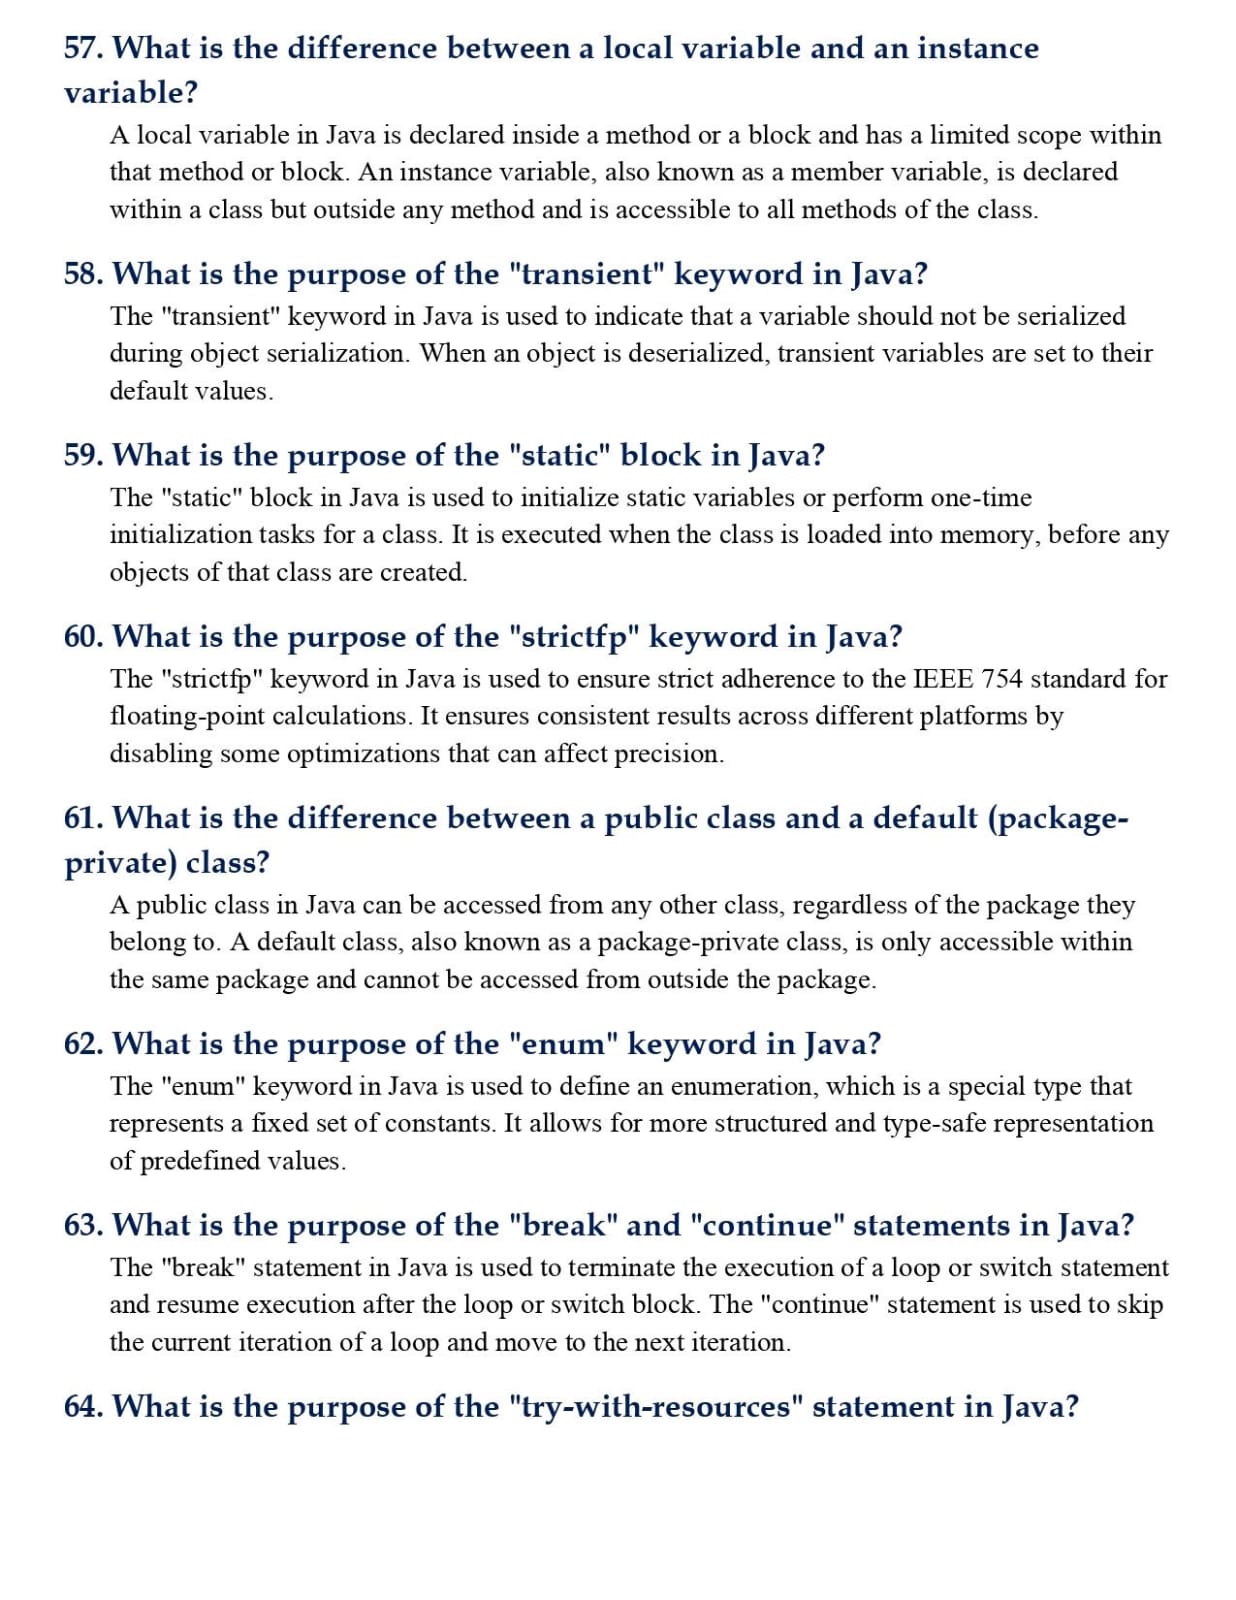 57. What is the difference between a local variable and an instance
variable?
A local variable in Java is declared inside a method or a block and has a limited scope within
that method or block. An instance variable, also known as a member variable, is declared
within a class but outside any method and is accessible to all methods of the class.
58. What is the purpose of the "transient" keyword in Java?
The "transient" keyword in Java is used to indicate that a variable should not be serialized
during object serialization. When an object is deserialized, transient variables are set to their
default values.
59. What is the purpose of the "static" block in Java?
The "static" block in Java is used to initialize static variables or perform one-time
initialization tasks for a class. It is executed when the class is loaded into memory, before any
objects of that class are created.
60. What is the purpose of the "strictfp" keyword in Java?
The "strictfp" keyword in Java is used to ensure strict adherence to the IEEE 754 standard for
floating-point calculations. It ensures consistent results across different platforms by
disabling some optimizations that can affect precision.
61. What is the difference between a public class and a default (package-
private) class?
A public class in Java can be accessed from any other class, regardless of the package they
belong to. A default class, also known as a package-private class, is only accessible within
the same package and cannot be accessed from outside the package.
62. What is the purpose of the "enum" keyword in Java?
The "enum" keyword in Java is used to define an enumeration, which is a special type that
represents a fixed set of constants. It allows for more structured and type-safe representation
of predefined values.
63. What is the purpose of the "break" and "continue" statements in Java?
The "break" statement in Java is used to terminate the execution of a loop or switch statement
and resume execution after the loop or switch block. The "continue" statement is used to skip
the current iteration of a loop and move to the next iteration.
64. What is the purpose of the "try-with-resources" statement in Java?